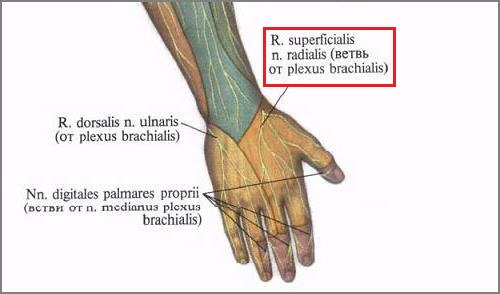 R. superficialis
n. radialis (ветвь
от plexus brachialis)
R. dorsalis n. ulnaris
(от plexus brachialis)
Nn. digitales palmares proprii
(ветви от n. medianus plexus
brachialis)